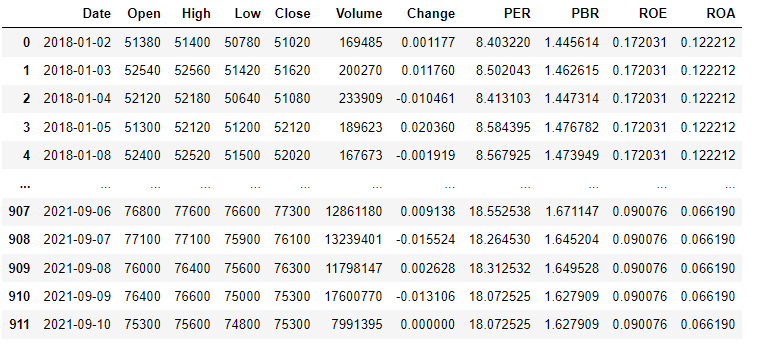 Date Open High Low Close Volume Change PER PBR ROE ROA
0 2018-01-02 51380 51400 50780 51020 169485 0.001177 8.403220 1.445614 0.172031 0.122212
1 2018-01-03 52540 52560 51420 51620 200270 0.011760 8.502043 1.462615 0.172031 0.122212
2 2018-01-04 52120 52180 50640 51080 233909 -0.010461 8.413103 1.447314 0.172031 0.122212
3 2018-01-05 51300 52120 51200 52120 189623 0.020360 8.584395 1.476782 0.172031 0.122212
4 2018-01-08 52400 52520 51500 52020 167673 -0.001919 8.567925 1.473949 0.172031 0.122212
... ... ... ... ... ... ... ... ... ... ... ...
907 2021-09-06 76800 77600 76600 77300 12861180 0.009138 18.552538 1.671147 0.090076 0.066190
908 2021-09-07 77100 77100 75900 76100 13239401 -0.015524 18.264530 1.645204 0.090076 0.066190
909 2021-09-08 76000 76400 75600 76300 11798147 0.002628 18.312532 1.649528 0.090076 0.066190
910 2021-09-09 76400 76600 75000 75300 17600770 -0.013106 18.072525 1.627909 0.090076 0.066190
911 2021-09-10 75300 75600 74800 75300 7991395 0.000000 18.072525 1.627909 0.090076 0.066190